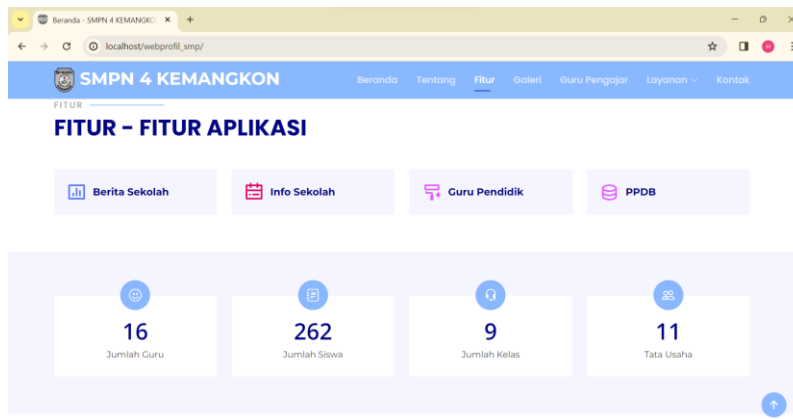 Beranda - SMPN 4 KEMANGKO
localhost/webprofil_smp/
H
SMPN 4 KEMANGKON
Beranda Tentang Fitur Galeri Guru Pengajar Layanan Kontak
FITUR
FITUR - FITUR APLIKASI
Berita Sekolah Info Sekolah Guru Pendidik PPDB
16 262 9 11
Jumlah Guru Jumlah Siswa Jumlah Kelas Tata Usaha